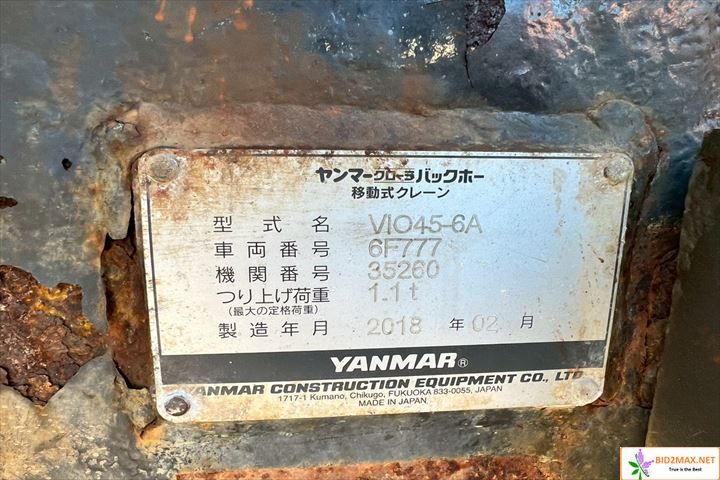 ヤンマークローラバックホー
移動式クレーン
型式名 VIO45-6A
車両番号 6F777
機関番号 35260
つり上げ荷重 1.1t
(最大の定格荷重)
製造年月 2018 年 02 月
YANMAR®
YANMAR CONSTRUCTION EQUIPMENT CO., LTD
1717-1 Kumano, Chikugo, FUKUOKA 833-0055, JAPAN
MADE IN JAPAN
BID2MAX.NET
True is the Best